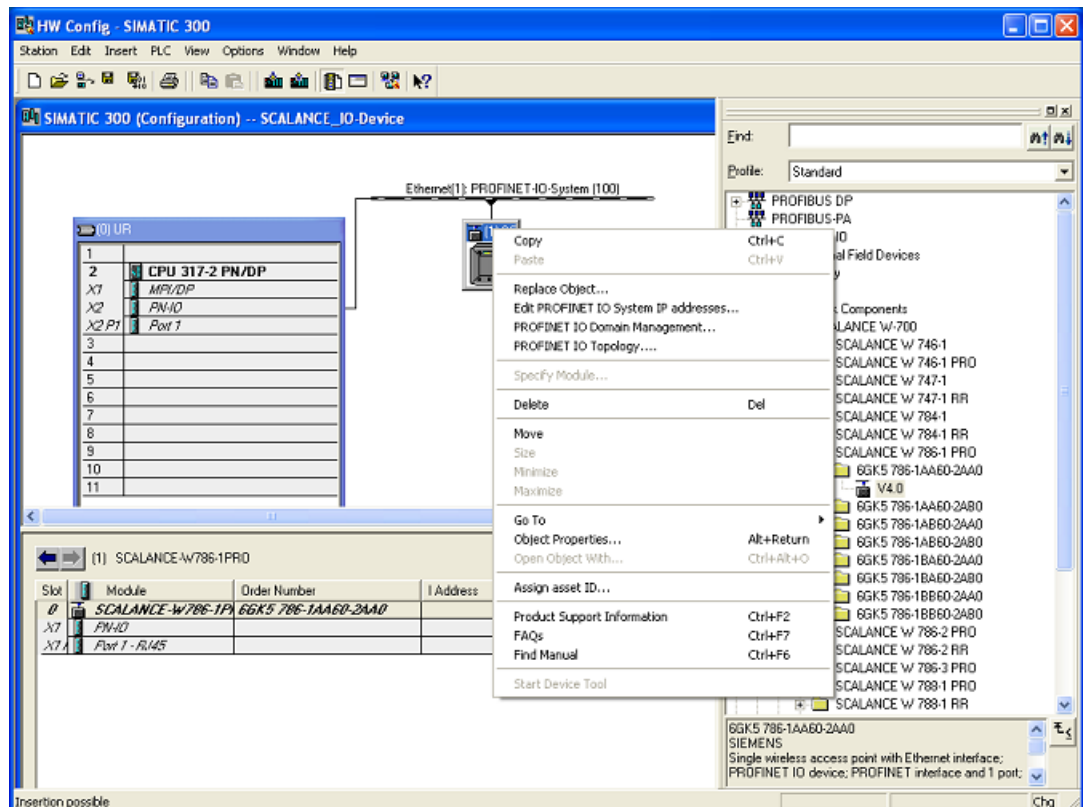 HW Config - SIMATIC 300
Station Edit Insert PLC View Options Window Help
SIMATIC 300 (Configuration) -- SCALANCE_IO-Device
Ethernet(1): PROFINET-IO-System (100)
(0) UR
1
2 CPU 317-2 PN/DP
X1 MPI/DP
X2 PN-IO
X2 P1 Port 1
3
4
5
6
7
8
9
10
11
Copy Ctrl+C
Paste Ctrl+V
Replace Object...
Edit PROFINET IO System IP addresses...
PROFINET IO Domain Management...
PROFINET IO Topology....
Specify Module...
Delete Del
Move
Size
Minimize
Maximize
Go To
Object Properties... Alt+Return
Open Object With... Ctrl+Alt+O
Assign asset ID...
Product Support Information Ctrl+F2
FAQs Ctrl+F7
Find Manual Ctrl+F6
Start Device Tool
(1) SCALANCE-W786-1PRO
Slot Module Order Number I Address
0 SCALANCE-W786-1P 6GK5 786-1AA60-2AA0
X1 PN-IO
X1 Port 1 - RJ45
Find:
Profile: Standard
PROFIBUS DP
PROFIBUS-PA
IO
al Field Devices
y
Components
LANCE W-700
SCALANCE W 746-1
SCALANCE W 746-1 PRO
SCALANCE W 747-1
SCALANCE W 747-1 RR
SCALANCE W 784-1
SCALANCE W 784-1 RR
SCALANCE W 786-1 PRO
6GK5 786-1AA60-2AA0
V4.0
6GK5 786-1AA60-2AB0
6GK5 786-1AB60-2AA0
6GK5 786-1AB60-2AB0
6GK5 786-1BA60-2AA0
6GK5 786-1BA60-2AB0
6GK5 786-1BB60-2AA0
6GK5 786-1BB60-2AB0
SCALANCE W 786-2 PRO
SCALANCE W 786-2 RR
SCALANCE W 786-3 PRO
SCALANCE W 788-1 PRO
SCALANCE W 788-1 RR
6GK5 786-1AA60-2AA0
SIEMENS
Single wireless access point with Ethernet interface;
PROFINET IO device; PROFINET interface and 1 port;
Insertion possible
Chg